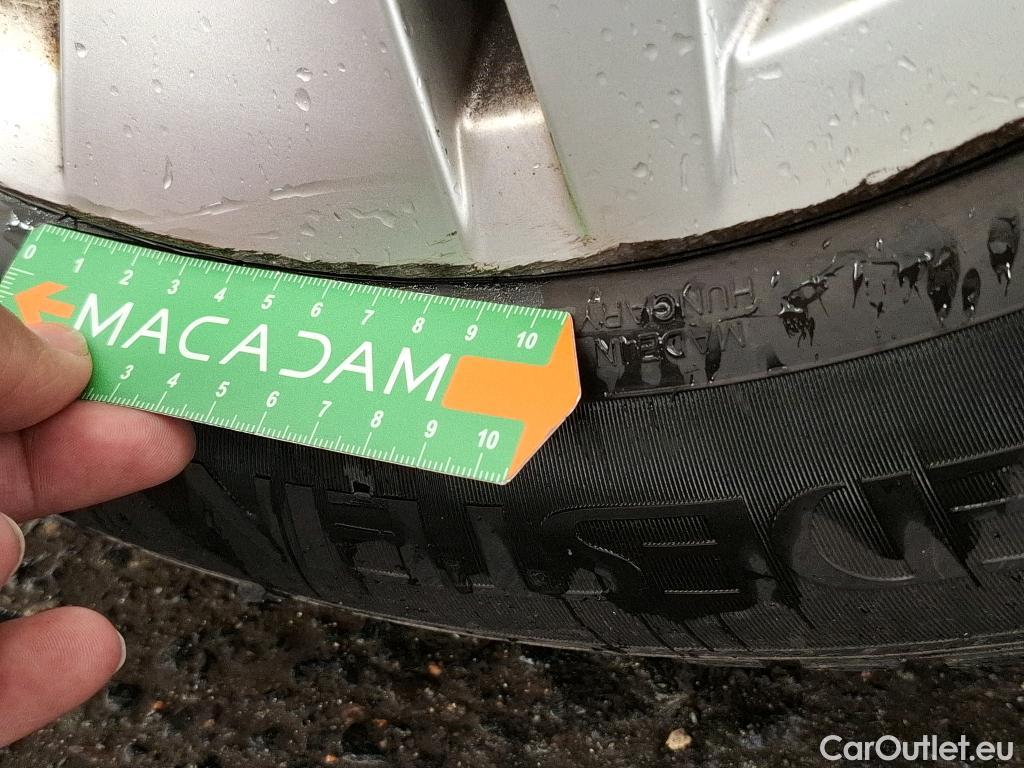 0 1 2 3 4 5 6 7 8 9 10
MACADAM
3 4 5 6 7 8 9 10
MADE IN
HUNGARY
CarOutlet.eu